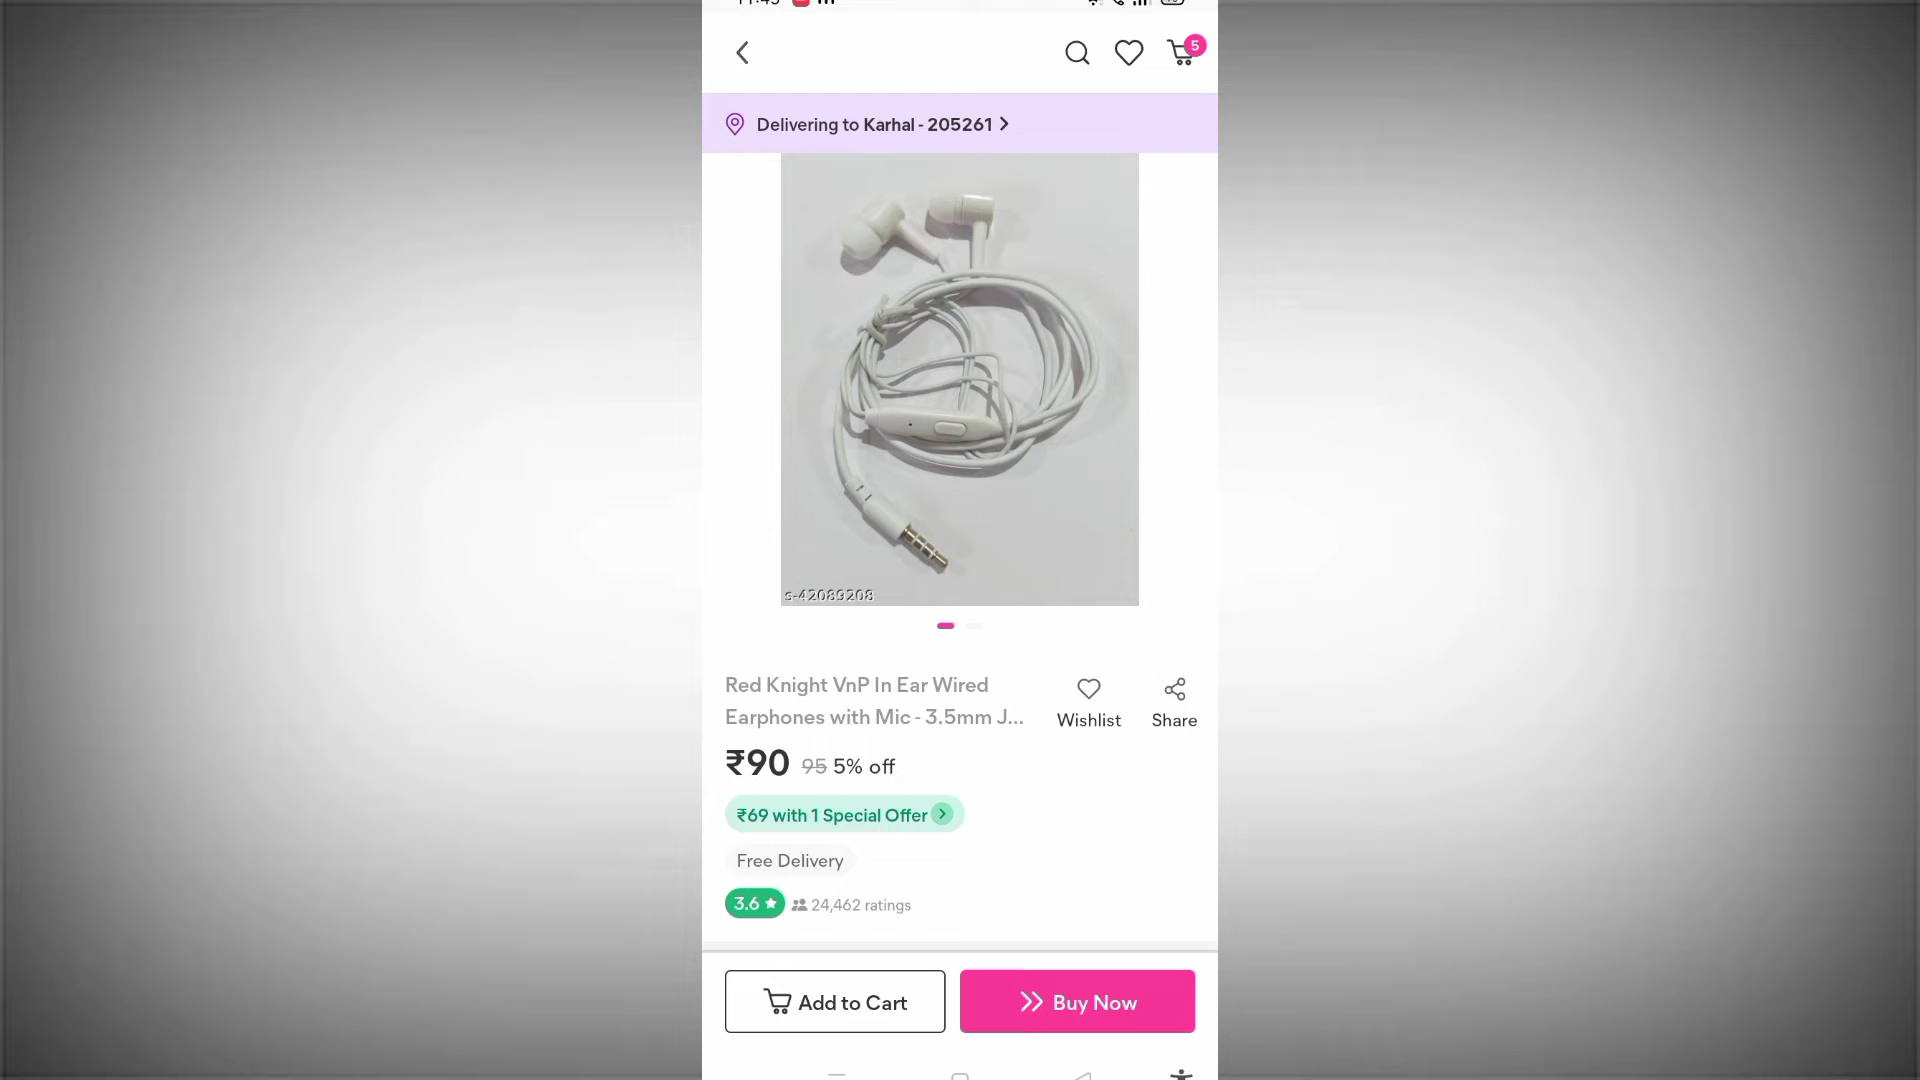 5
Delivering to Karhal - 205261
s-42089208
Red Knight VnP In Ear Wired
Earphones with Mic - 3.5mm J...
Wishlist
Share
₹90 95 5% off
₹69 with 1 Special Offer
Free Delivery
3.6 24,462 ratings
Add to Cart
Buy Now